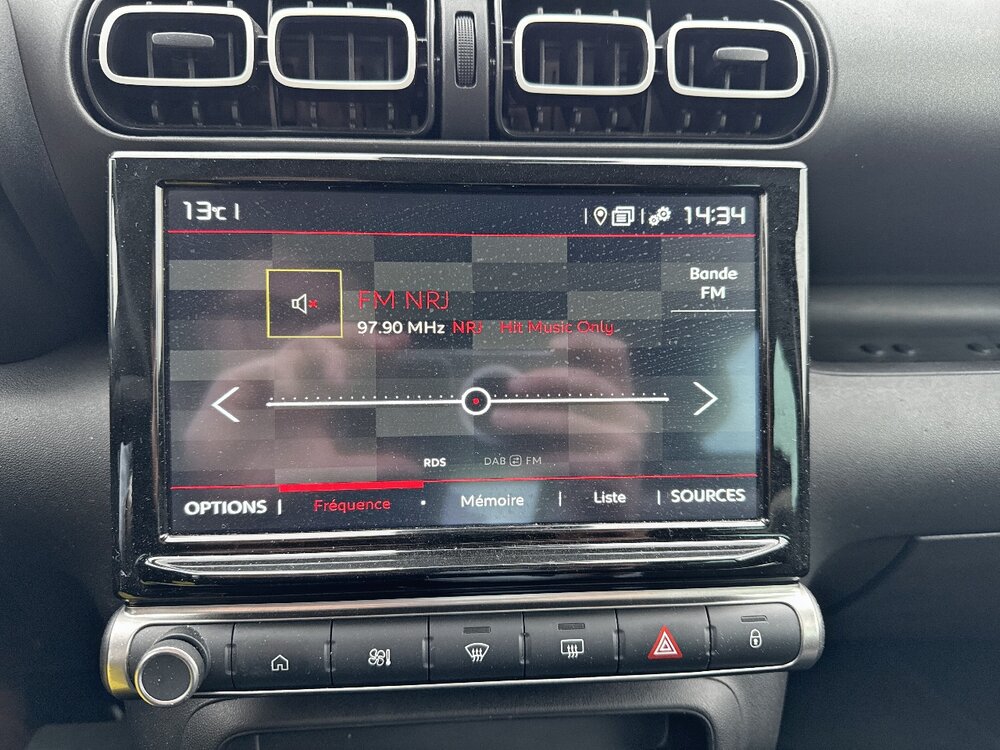 13°C
14:34
Bande
FM
FM NRJ
97.90 MHz NRJ - Hit Music Only
RDS DAB FM
OPTIONS Fréquence Mémoire Liste SOURCES